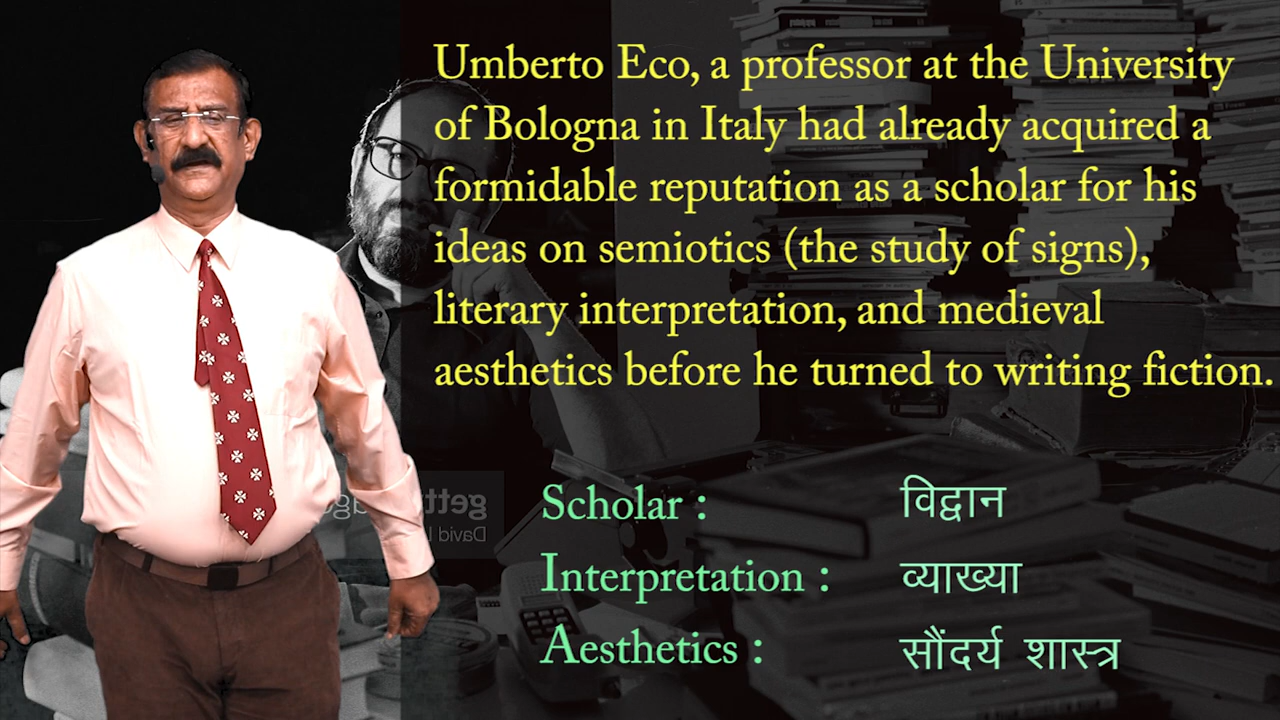 Umberto Eco, a professor at the University
of Bologna in Italy had already acquired a
formidable reputation as a scholar for his
ideas on semiotics (the study of signs),
literary interpretation, and medieval
aesthetics before he turned to writing fiction.
Scholar : विद्वान
Interpretation : व्याख्या
Aesthetics : सौंदर्य शास्त्र
getty
David